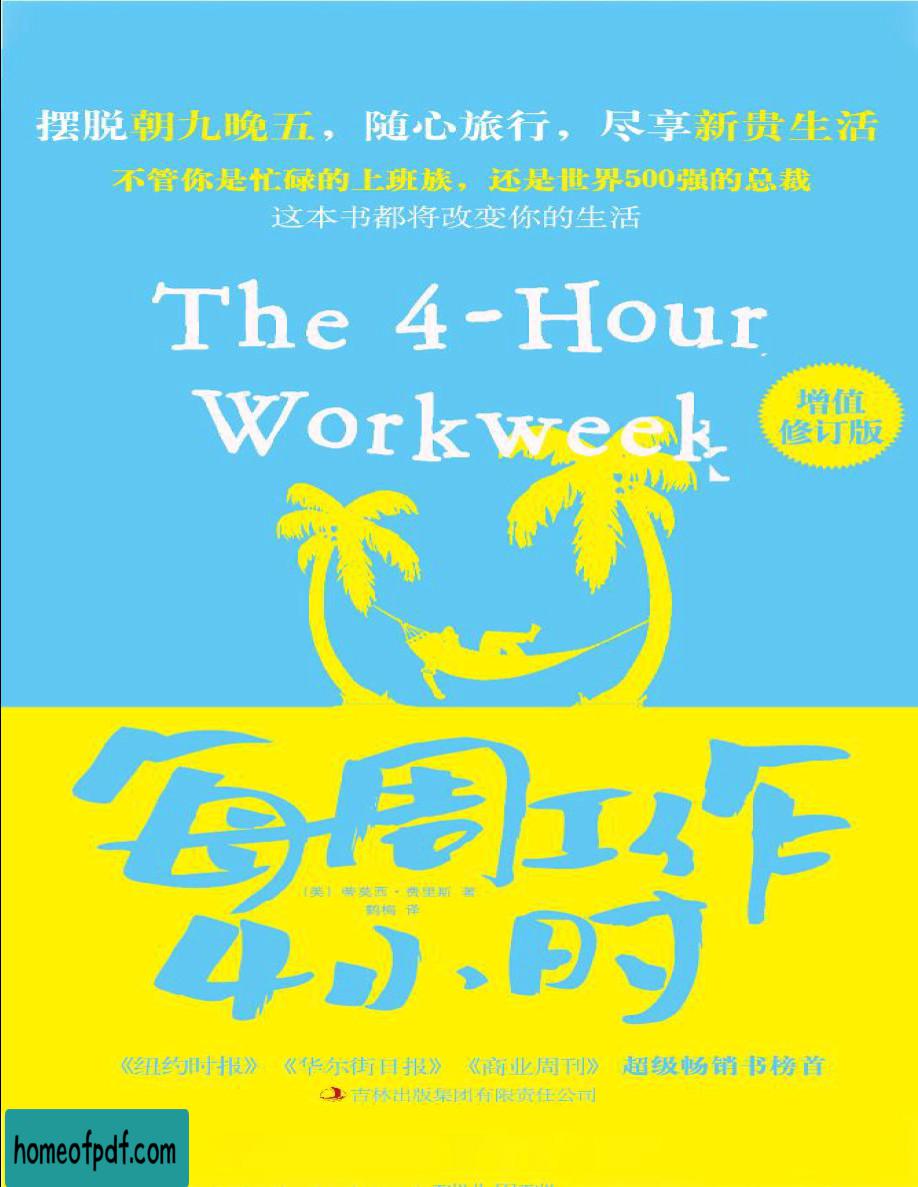 摆脱朝九晚五，随心旅行，尽享新贵生活
不管你是忙碌的上班族，还是世界500强的总裁
这本书都将改变你的生活
The 4-Hour
Workweek
增值
修订版
每周工作
〔美〕蒂莫西·费里斯 著
鹤梅 译
4小时
《纽约时报》《华尔街日报》《商业周刊》 超级畅销书榜首
吉林出版集团有限责任公司
homeofpdf.com